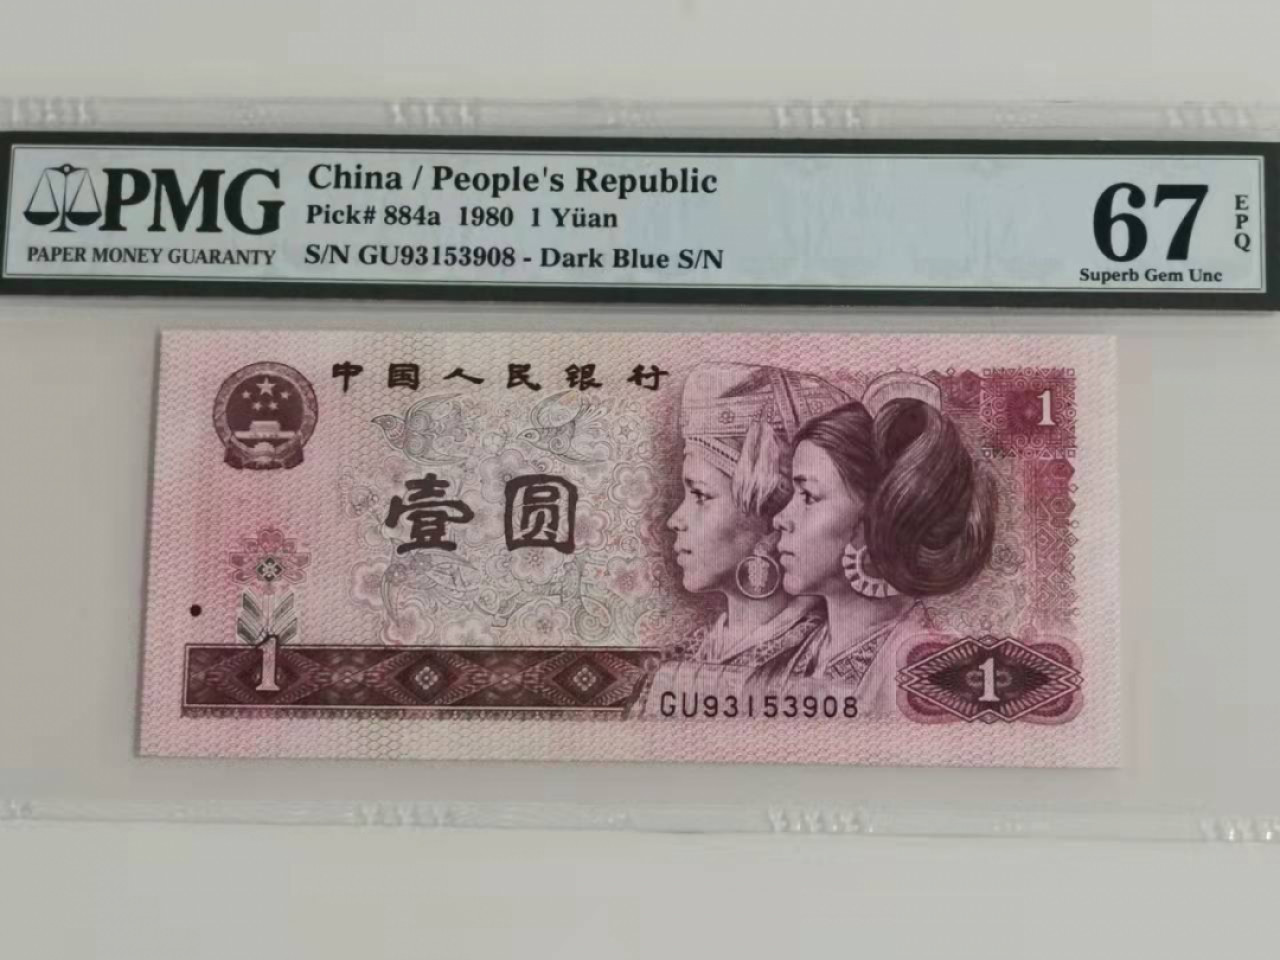 PMG
PAPER MONEY GUARANTY
China / People's Republic
Pick# 884a 1980 1 Yüan
S/N GU93153908 - Dark Blue S/N
67
EPQ
Superb Gem Unc
中国人民银行
1
壹圆
1
1
GU93153908